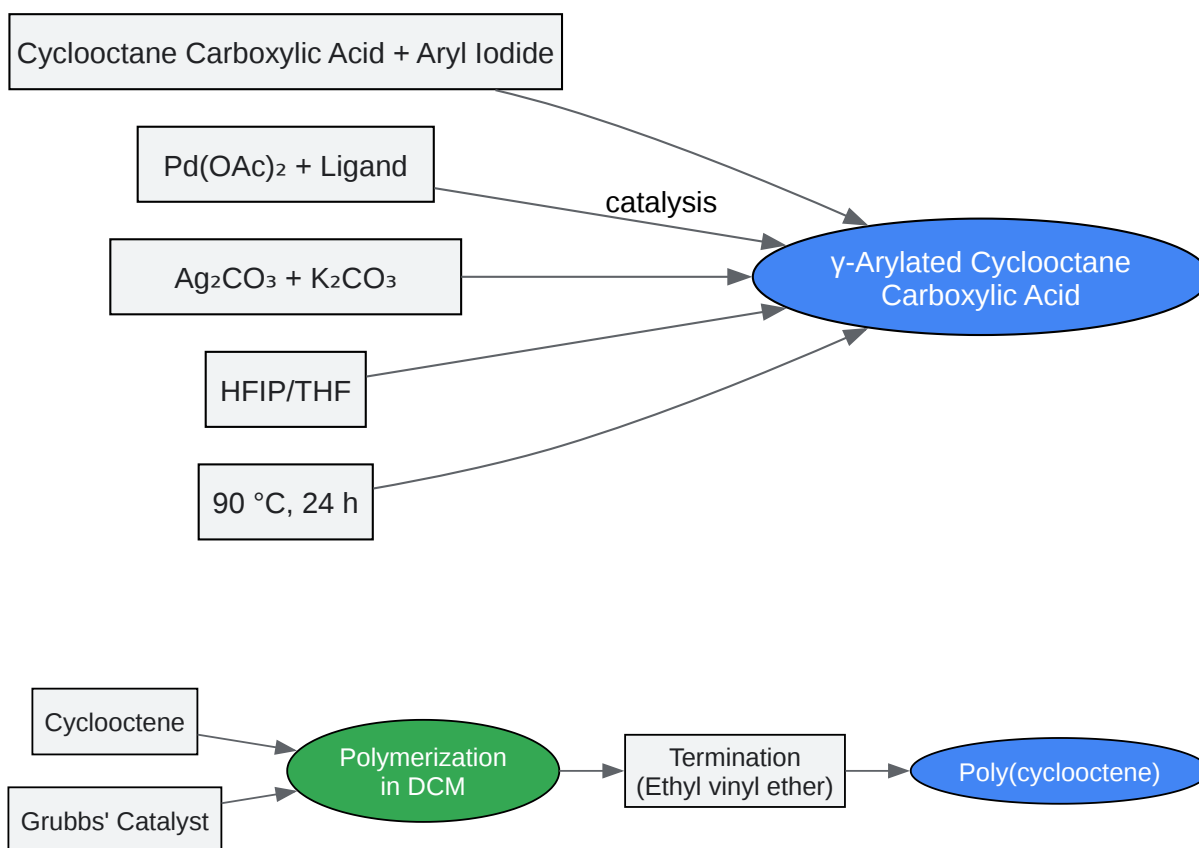 Cyclooctane Carboxylic Acid + Aryl Iodide
Pd(OAc)₂ + Ligand
catalysis
Ag₂CO₃ + K₂CO₃
γ-Arylated Cyclooctane
Carboxylic Acid
HFIP/THF
90 °C, 24 h
Cyclooctene
Grubbs' Catalyst
Polymerization
in DCM
Termination
(Ethyl vinyl ether)
Poly(cyclooctene)